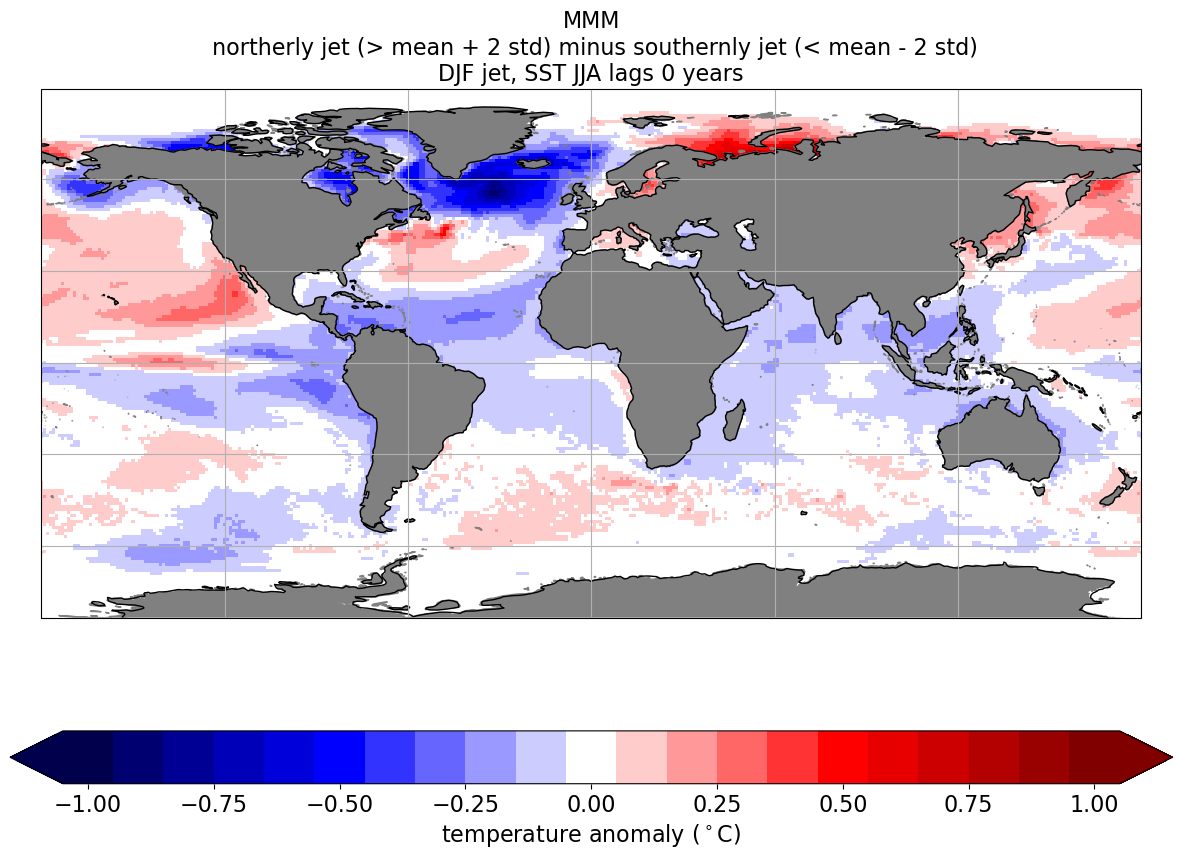 MMM
northerly jet (> mean + 2 std) minus southernly jet (< mean - 2 std)
DJF jet, SST JJA lags 0 years
−1.00 −0.75 −0.50 −0.25 0.00 0.25 0.50 0.75 1.00
temperature anomaly (°C)